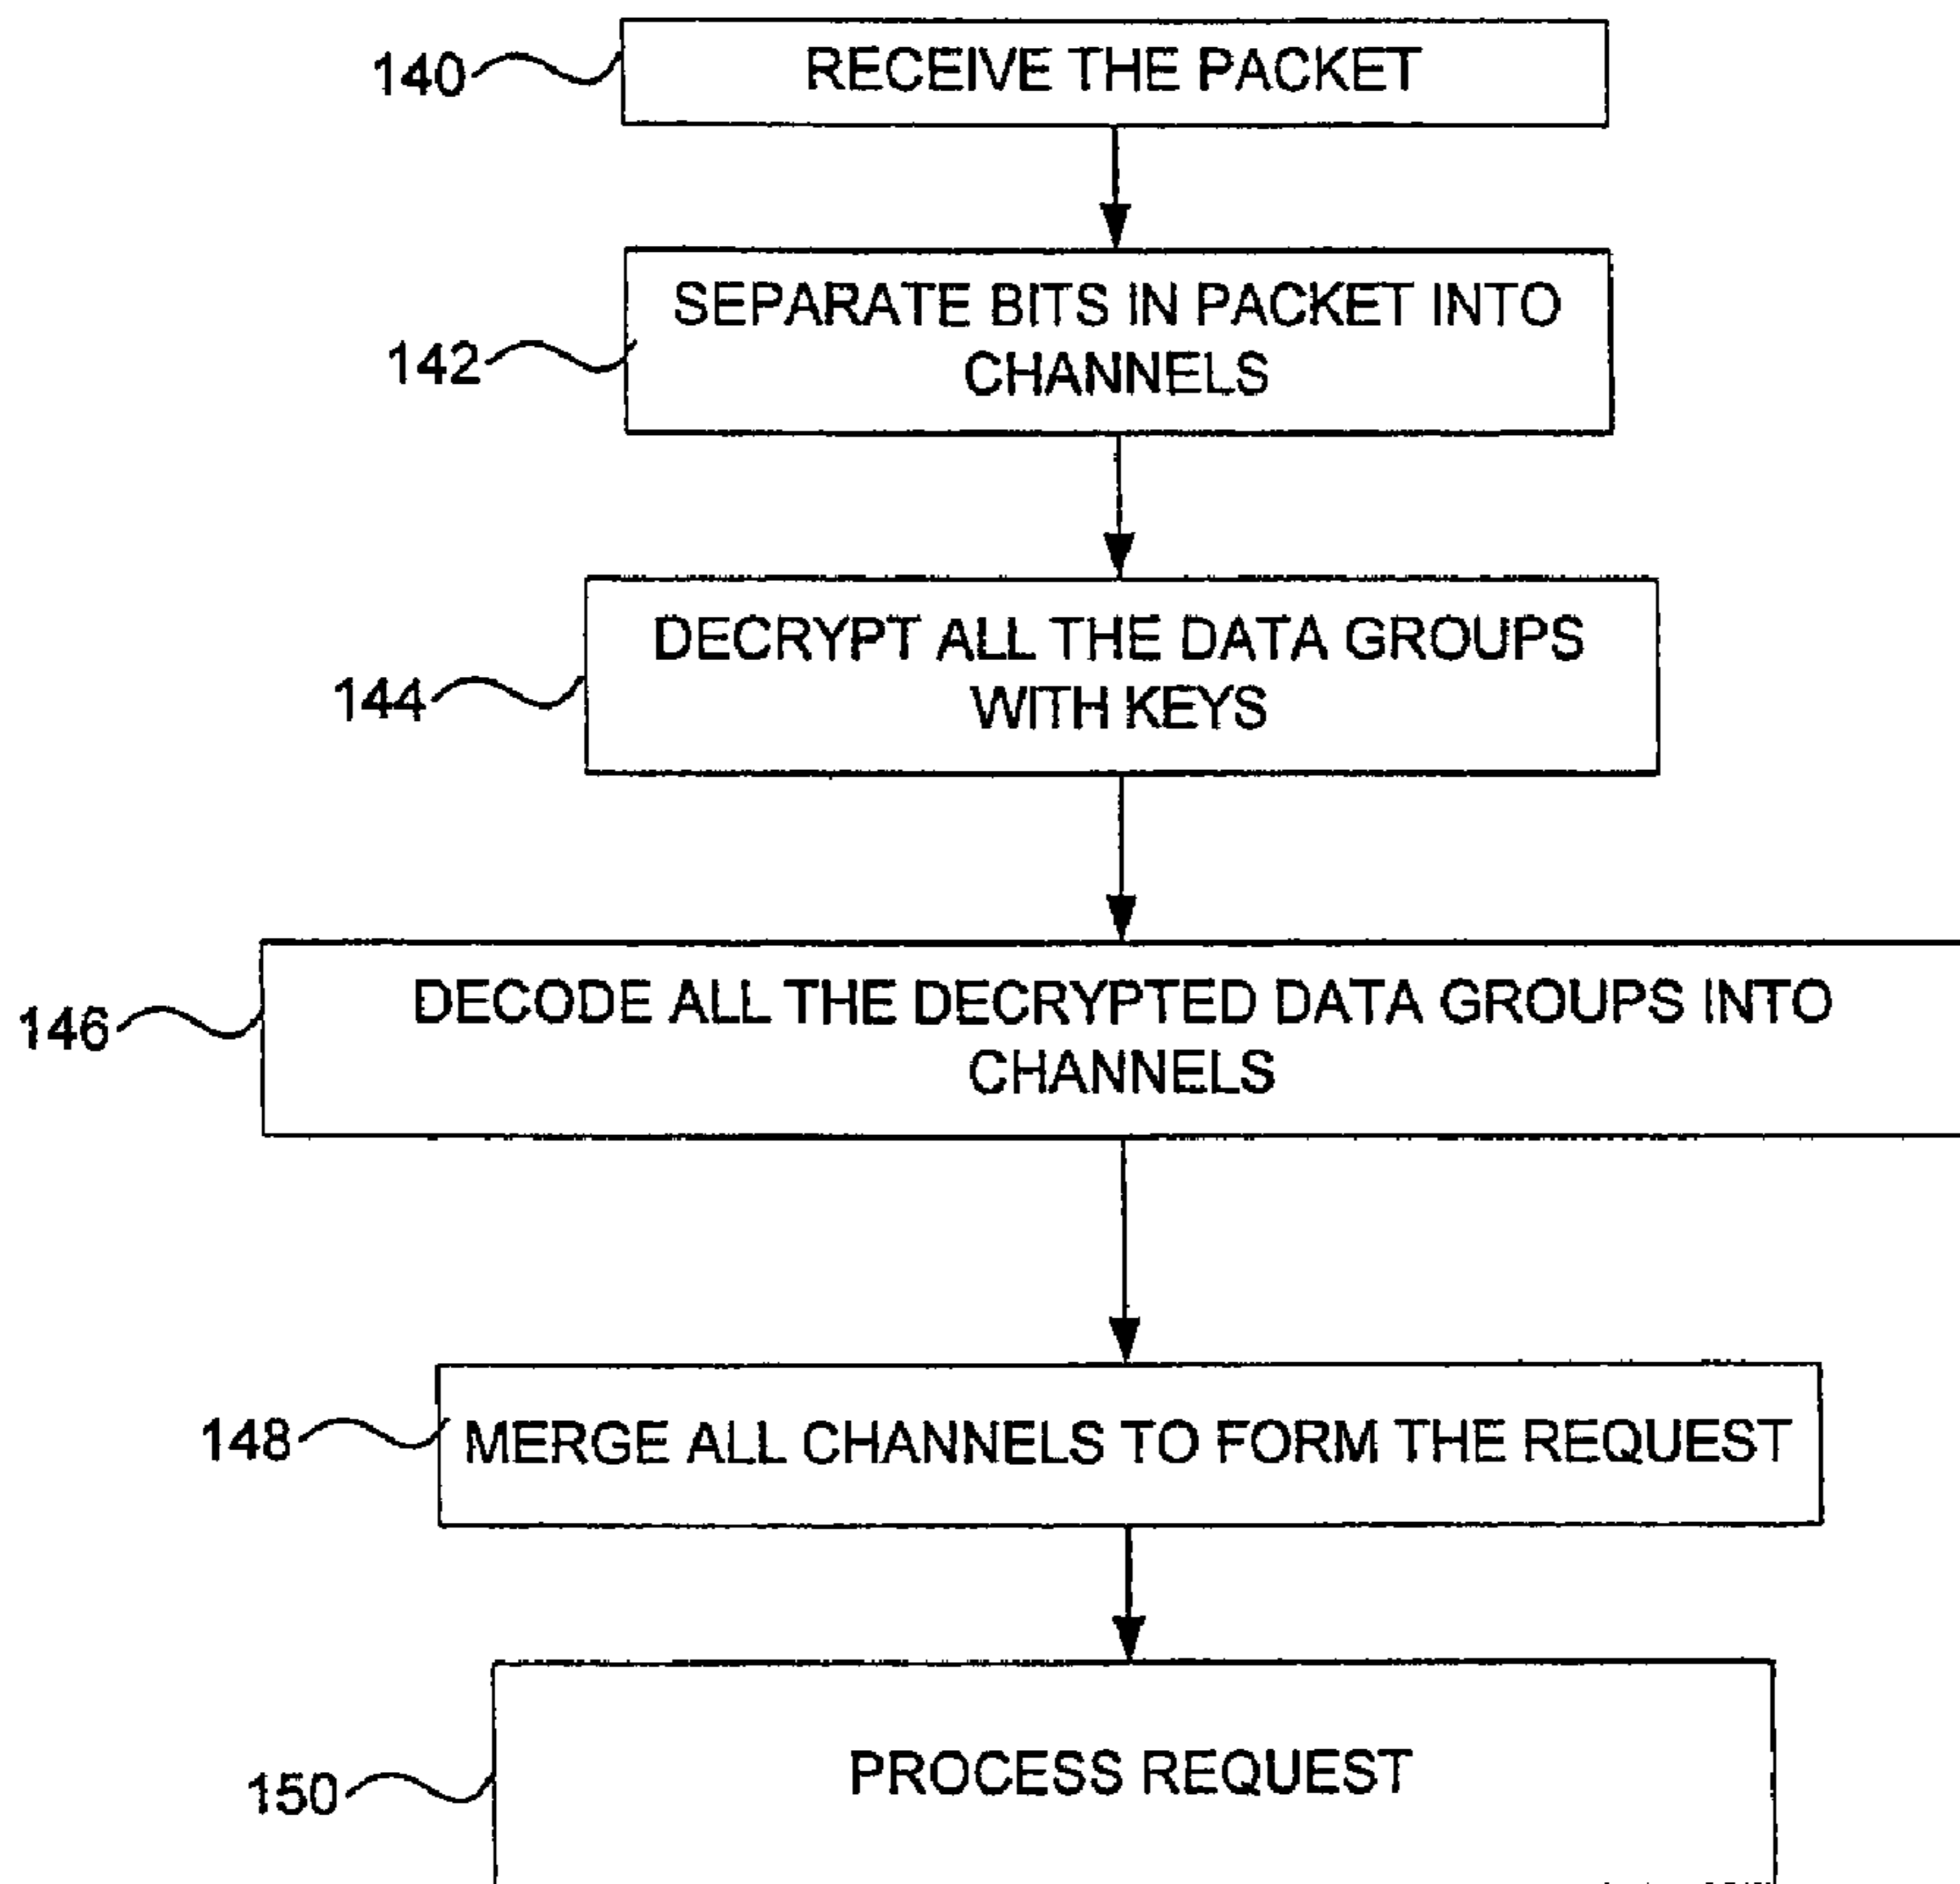 140
RECEIVE THE PACKET
142
SEPARATE BITS IN PACKET INTO
CHANNELS
144
DECRYPT ALL THE DATA GROUPS
WITH KEYS
146
DECODE ALL THE DECRYPTED DATA GROUPS INTO
CHANNELS
148
MERGE ALL CHANNELS TO FORM THE REQUEST
150
PROCESS REQUEST